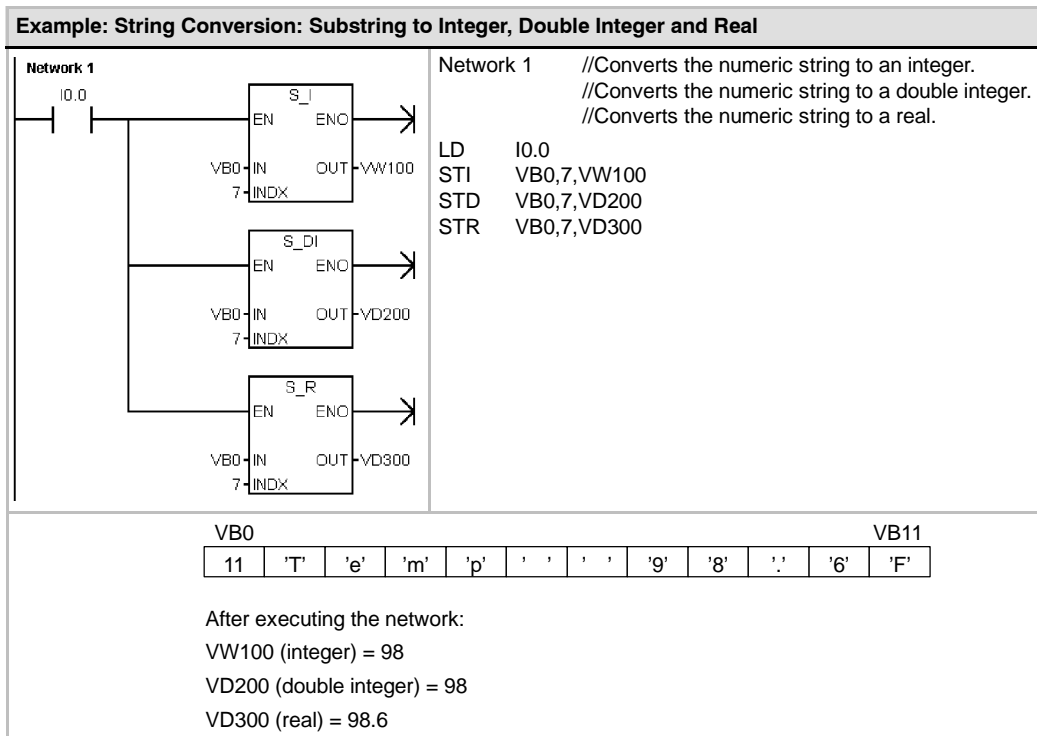 Example: String Conversion: Substring to Integer, Double Integer and Real
Network 1
I0.0
S_I
EN ENO
VB0 IN OUT VW100
7 INDX
S_DI
EN ENO
VB0 IN OUT VD200
7 INDX
S_R
EN ENO
VB0 IN OUT VD300
7 INDX
Network 1 //Converts the numeric string to an integer.
//Converts the numeric string to a double integer.
//Converts the numeric string to a real.
LD I0.0
STI VB0,7,VW100
STD VB0,7,VD200
STR VB0,7,VD300
VB0 VB11
11 ’T’ ’e’ ’m’ ’p’ ’ ’ ’ ’ ’9’ ’8’ ’.’ ’6’ ’F’
After executing the network:
VW100 (integer) = 98
VD200 (double integer) = 98
VD300 (real) = 98.6